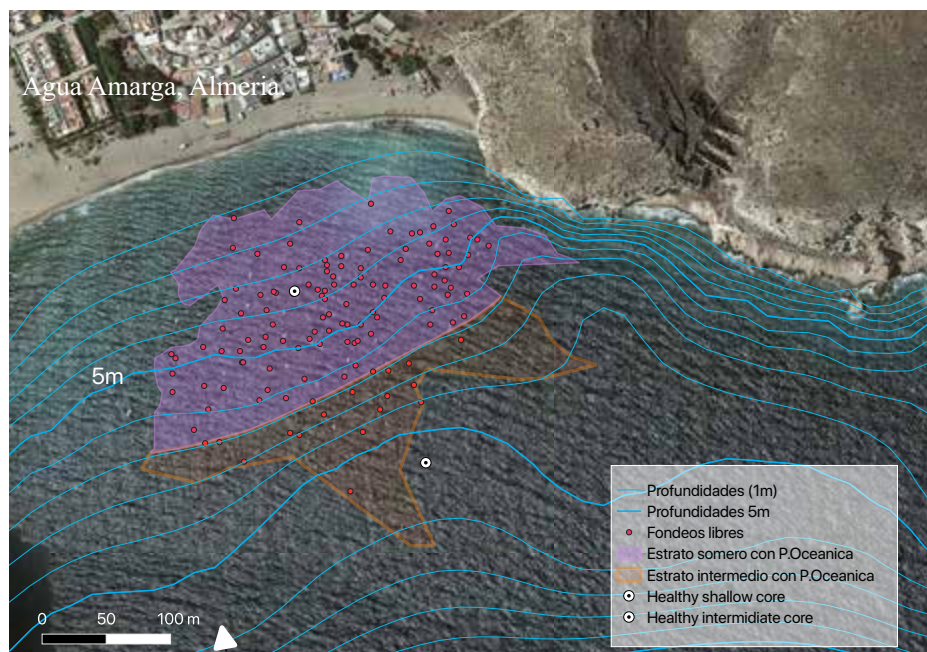 Agua Amarga, Almeria.
5m
Profundidades (1m)
Profundidades 5m
Fondeos libres
Estrato somero con P.Oceanica
Estrato intermedio con P.Oceanica
Healthy shallow core
Healthy intermidiate core
0 50 100 m